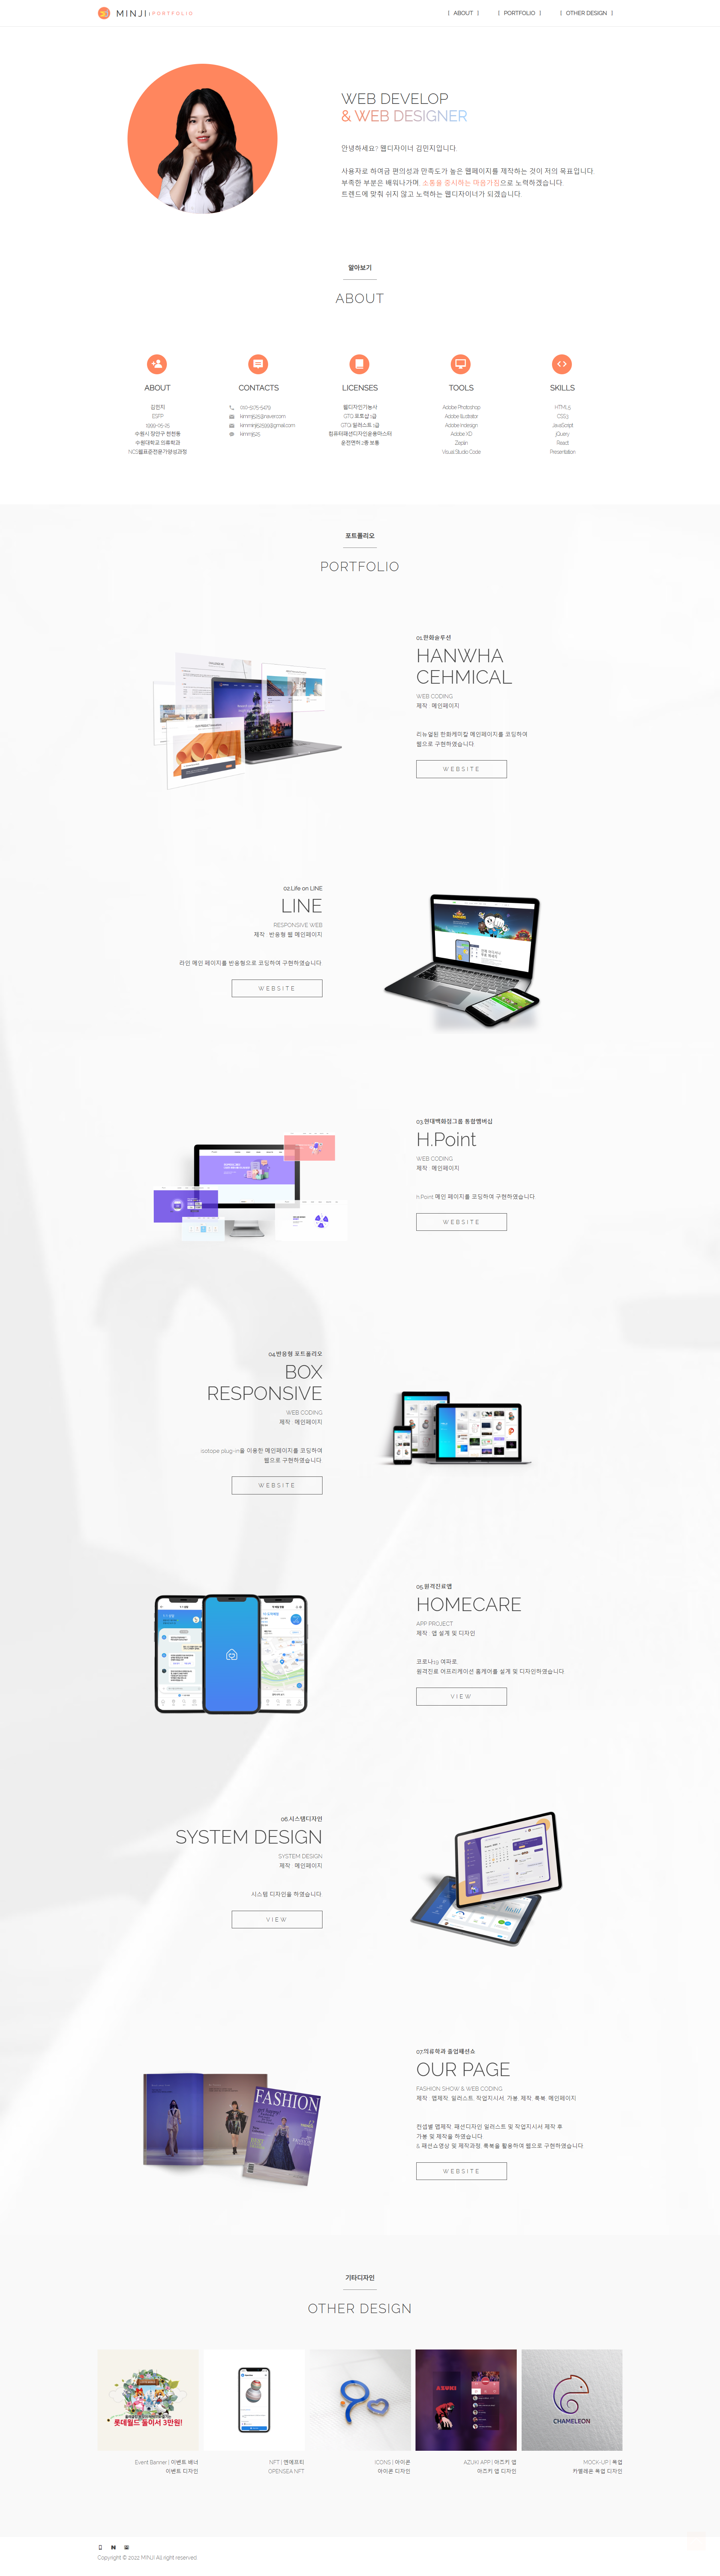 MINJI | PORTFOLIO
| ABOUT |
| PORTFOLIO |
| OTHER DESIGN |
WEB DEVELOP
& WEB DESIGNER
안녕하세요? 웹디자이너 김민지입니다.
사용자로 하여금 편의성과 만족도가 높은 웹페이지를 제작하는 것이 저의 목표입니다.
부족한 부분은 배워나가며, 소통을 중시하는 마음가짐으로 노력하겠습니다.
트렌드에 맞춰 쉬지 않고 노력하는 웹디자이너가 되겠습니다.
알아보기
ABOUT
ABOUT
김민지
ESFP
1999-05-25
수원시 장안구 천천동
수원대학교 의류학과
CONTACTS
010-5175-5479
LICENSES
웹디자인기능사
GTQ 포토샵 1급
GTQi 일러스트 1급
컴퓨터패션디자인운용마스터
운전면허 2종 보통
TOOLS
Adobe Photoshop
Adobe Illustrator
Adobe Indesign
Adobe XD
Zeplin
Visual Studio Code
SKILLS
HTML5
CSS3
JavaScript
jQuery
React
Presentation
포트폴리오
PORTFOLIO
01.한화솔루션
HANWHA
CEHMICAL
WEB CODING
제작 : 메인페이지
리뉴얼된 한화케미칼 메인페이지를 코딩하여
웹으로 구현하였습니다.
WEBSITE
02.Life on LINE
LINE
RESPONSIVE WEB
제작 : 반응형 웹 메인페이지
라인 메인 페이지를 반응형으로 코딩하여 구현하였습니다.
WEBSITE
03.현대백화점그룹 통합멤버십
H.Point
WEB CODING
제작 : 메인페이지
h.Point 메인 페이지를 코딩하여 구현하였습니다.
WEBSITE
04.반응형 포트폴리오
BOX
RESPONSIVE
WEB CODING
제작 : 메인페이지
isotope plug-in을 이용한 메인페이지를 코딩하여
웹으로 구현하였습니다.
WEBSITE
05.원격진료앱
HOMECARE
APP-PROJECT
제작 : 앱 설계 및 디자인
코로나19 여파로,
원격진료 어프리케이션 홈케어를 설계 및 디자인하였습니다.
VIEW
06.시스템디자인
SYSTEM DESIGN
SYSTEM DESIGN
제작 : 메인페이지
시스템 디자인을 하였습니다.
VIEW
FASHION
07.의류학과 졸업패션쇼
OUR PAGE
FASHION SHOW & WEB CODING
제작 : 맵제작, 일러스트, 작업지시서, 가봉, 제작, 룩북, 메인페이지
컨셉별 맵제작, 패션디자인 일러스트 및 작업지시서 제작 후
가봉 및 제작을 하였습니다.
& 패션쇼영상 및 제작과정, 룩북을 활용하여 웹으로 구현하였습니다.
WEBSITE
기타디자인
OTHER DESIGN
롯데월드 둘이서 3만원!
AZUKI
CHAMELEON
Event Banner | 이벤트 배너
이벤트 디자인
NFT | 엔에프티
OPENSEA NFT
ICONS | 아이콘
아이콘 디자인
AZUKI APP | 아즈키 앱
아즈키 앱 디자인
MOCK-UP | 목업
카멜레온 목업 디자인
Copyright © 2022 MINJI All right reserved.